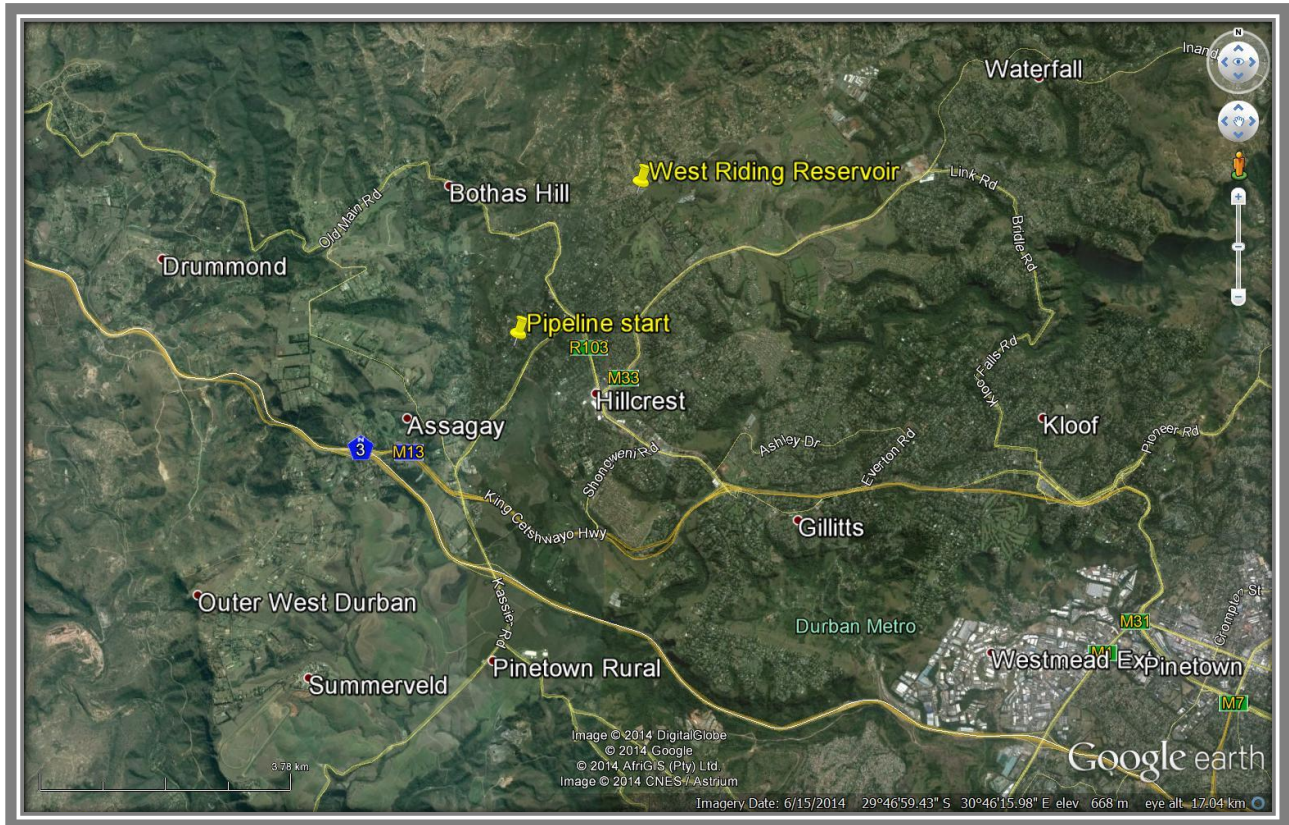 N
Inand
Waterfall
West Riding Reservoir
Link Rd
Bothas Hill
Old Main Rd
Bridle Rd
Drummond
Pipeline start
R103
Kloof Falls Rd
M33
Hillcrest
Assagay
Kloof
Pioneer Rd
Ashley Dr
Everton Rd
N
3
M13
Shongweni Rd
King Cetshwayo Hwy
Gillitts
Kassier Rd
Outer West Durban
Crompton St
Durban Metro
M31
M1
Pinetown Rural
Westmead Ext
Pinetown
Summerveld
M7
Image © 2014 DigitalGlobe
© 2014 Google
© 2014 AfriGIS (Pty) Ltd.
Image © 2014 CNES / Astrium
Google earth
3.78 km
Imagery Date: 6/15/2014 29°46'59.43" S 30°46'15.98" E elev 668 m eye alt 17.04 km